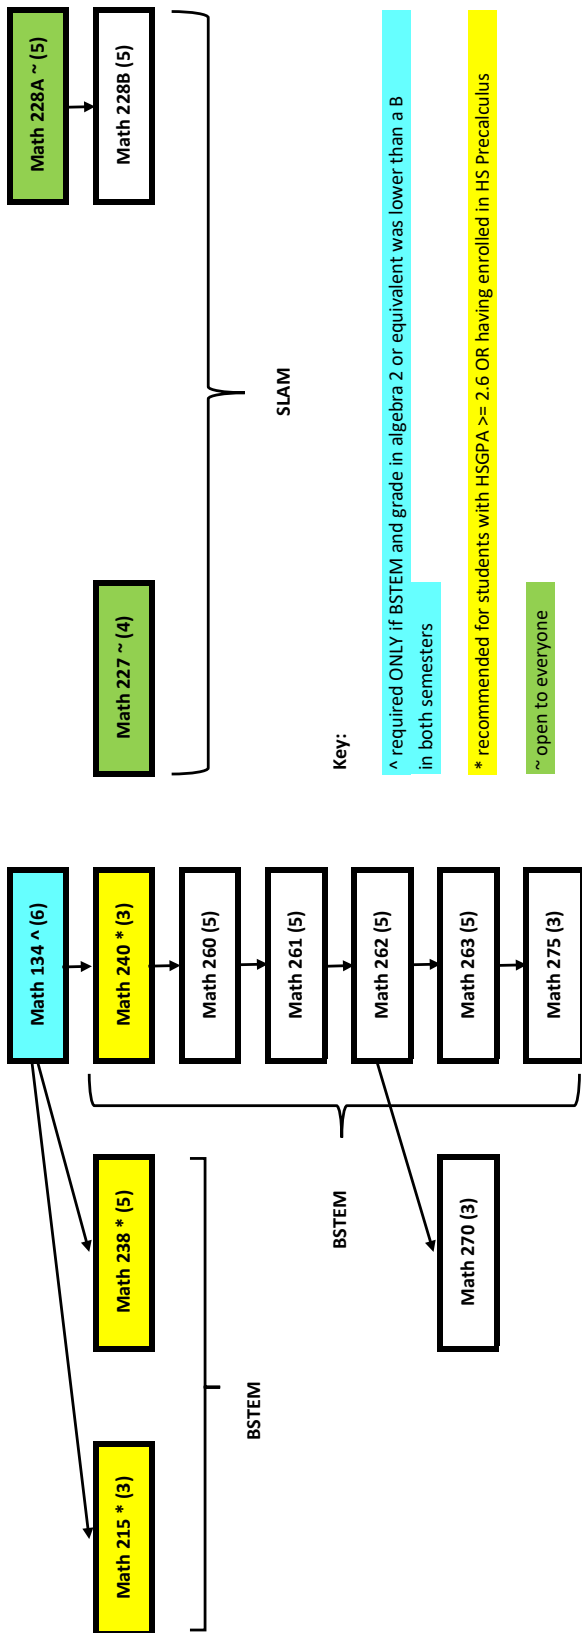 Math 134 ^ (6)
Math 228A ~ (5)
Math 215 * (3)
Math 238 * (5)
Math 240 * (3)
Math 227 ~ (4)
Math 228B (5)
Math 260 (5)
BSTEM
SLAM
Math 261 (5)
BSTEM
Math 262 (5)
Key:
^ required ONLY if BSTEM and grade in algebra 2 or equivalent was lower than a B
in both semesters
Math 270 (3)
Math 263 (5)
* recommended for students with HSGPA >= 2.6 OR having enrolled in HS Precalculus
Math 275 (3)
~ open to everyone